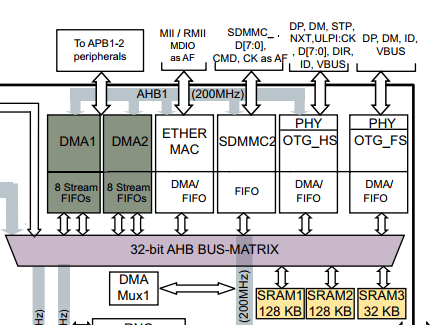 To APB1-2
peripherals
MII / RMII
MDIO
as AF
SDMMC_,
D[7:0],
CMD, CK as AF
DP, DM, STP,
NXT,ULPI:CK
, D[7:0], DIR,
ID, VBUS
DP, DM, ID,
VBUS
AHB1 (200MHz)
DMA1
8 Stream
FIFOs
DMA2
8 Stream
FIFOs
ETHER
MAC
DMA/
FIFO
SDMMC2
FIFO
PHY
OTG_HS
DMA/
FIFO
PHY
OTG_FS
DMA/
FIFO
32-bit AHB BUS-MATRIX
DMA
Mux1
(200MHz)
SRAM1
128 KB
SRAM2
128 KB
SRAM3
32 KB
Hz)
Hz)